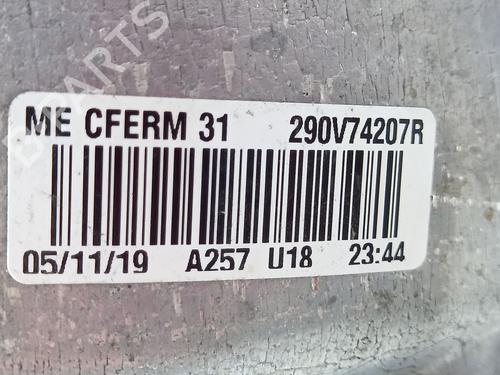 ME CFERM 31 290V74207R
05/11/19 A257 U18 23:44